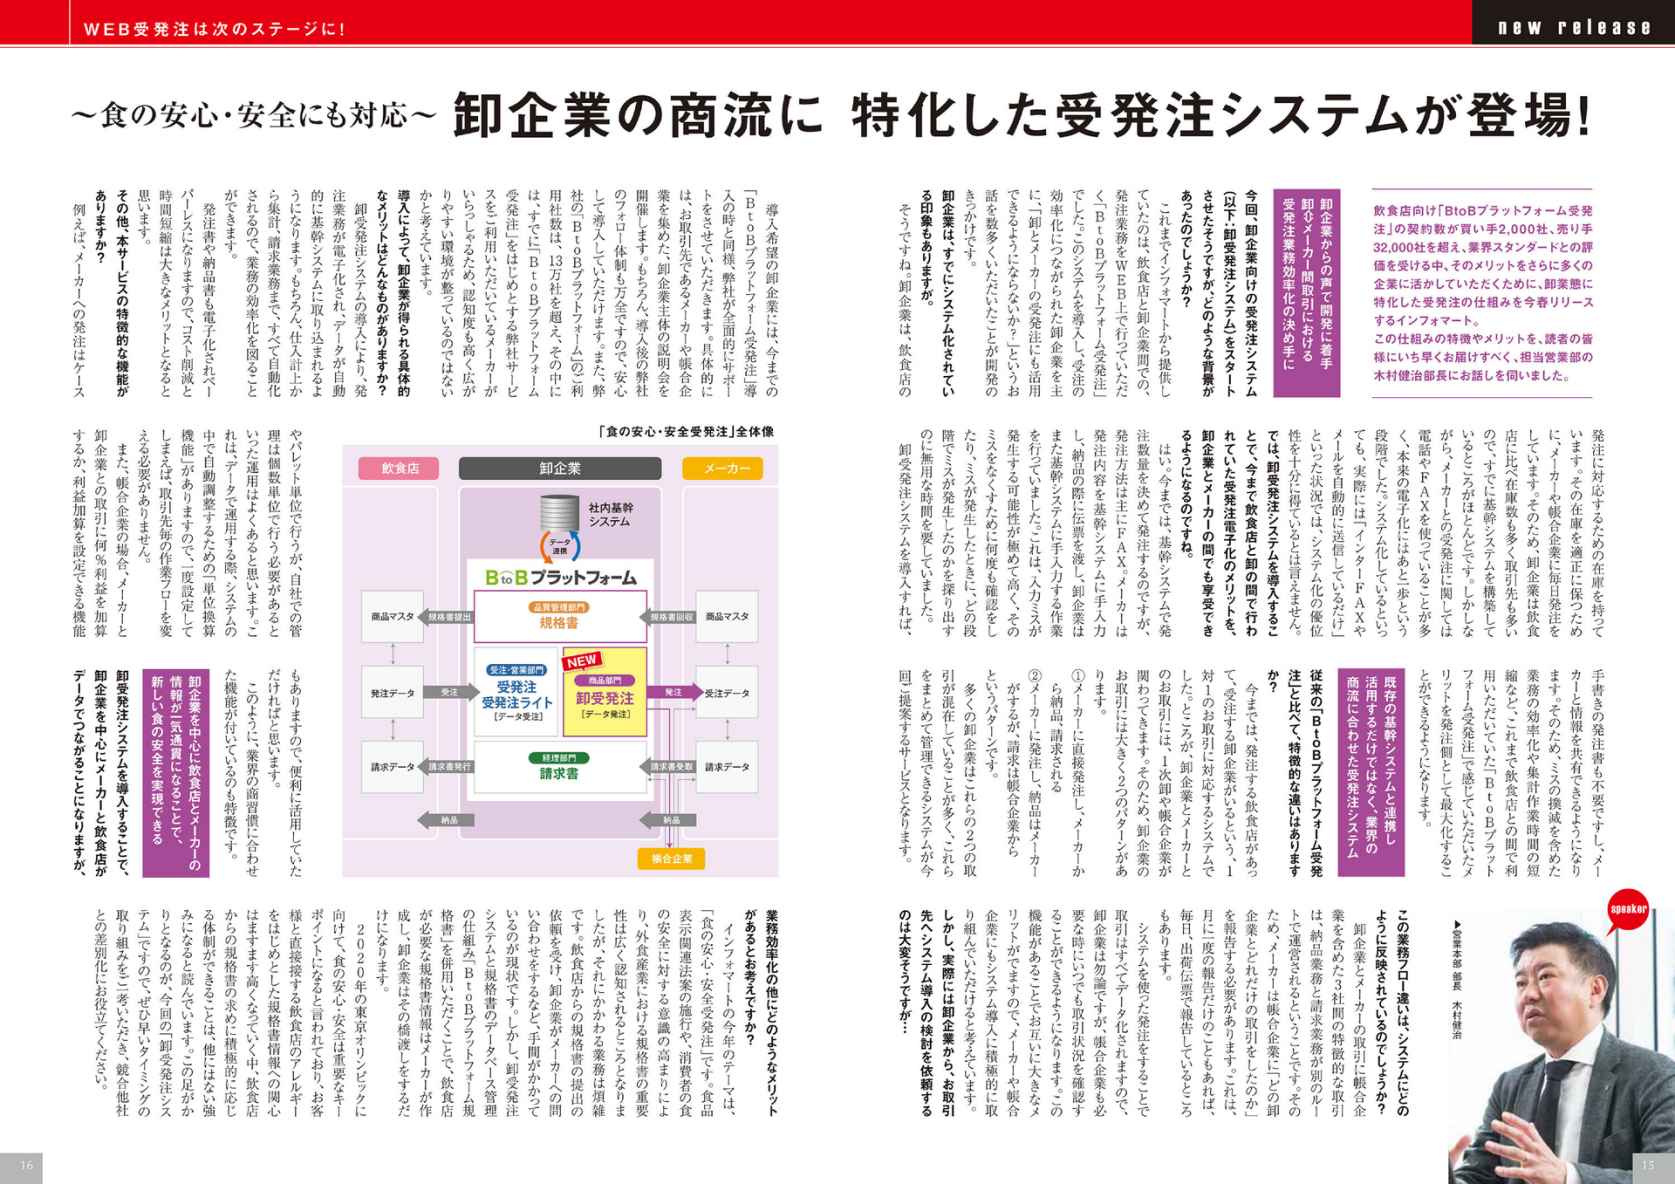 WEB受発注は次のステージに!
new release
〜食の安心・安全にも対応〜 卸企業の商流に 特化した受発注システムが登場!
飲食店向け「BtoBプラットフォーム受発
注」の契約数が買い手2,000社、売り手
32,000社を超え、業界スタンダードとの評
価を受ける中、そのメリットをさらに多くの
企業に活かしていただくために、卸業態に
特化した受発注の仕組みを今春リリース
するインフォマート。
この仕組みの特徴やメリットを、読者の皆
様にいち早くお届けすべく、担当営業部の
木村健治部長にお話しを伺いました。
卸企業からの声で開発に着手
卸⇔メーカー間取引における
受発注業務効率化の決め手に
今回、卸企業向けの受発注システム
(以下：卸受発注システム)をスタート
させたそうですが、どのような背景が
あったのでしょうか?
これまでインフォマートから提供し
ていたのは、飲食店と卸企業間での、
発注業務をWEB上で行っていただ
く「BtoBプラットフォーム受発注」
でした。このシステムを導入し、受注の
効率化につながられた卸企業を主
に、「卸とメーカーの受発注にも活用
できるようにならないか?」というお
話を数多くいただいたことが開発の
きっかけです。
卸企業は、すでにシステム化されてい
る印象もありますが。
そうですね。卸企業は、飲食店の
発注に対応するための在庫を持って
います。その在庫を適正に保つため
に、メーカーや帳合企業に毎日発注を
しています。そのため、卸企業は飲食
店に比べ在庫数も多く取引先も多い
ので、すでに基幹システムを構築して
いるところがほとんどです。しかしな
がら、メーカーとの受発注に関しては
電話やFAXを使っていることが多
く、本来の電子化にはあと一歩という
段階でした。システム化しているといっ
ても、実際には「インターFAXや
メールを自動的に送信しているだけ」
といった状況では、システム化の優位
性を十分に得ているとは言えません。
では、卸受発注システムを導入するこ
とで、今まで飲食店と卸の間で行わ
れていた受発注電子化のメリットを、
卸企業とメーカーの間でも享受でき
るようになるのですね。
はい。今までは、基幹システムで発
注数量を決めて発注するのですが、
発注方法は主にFAX。メーカーは
発注内容を基幹システムに手入力
し、納品の際に伝票を渡し、卸企業は
また基幹システムに手入力する作業
を行っていました。これは、入力ミスが
発生する可能性が極めて高く、その
ミスをなくすために何度も確認をし
たり、ミスが発生したときに、どの段
階でミスが発生したのかを探り出す
のに無用な時間を要していました。
卸受発注システムを導入すれば、
手書きの発注書も不要ですし、メー
カーと情報を共有できるようになり
ます。そのため、ミスの撲滅を含めた
業務の効率化や集計作業時間の短
縮など、これまで飲食店との間で利
用いただいていた「BtoBプラット
フォーム受発注」で感じていただいたメ
リットを発注側として最大化するこ
とができるようになります。
既存の基幹システムと連携し
活用するだけではなく、業界の
商流に合わせた受発注システム
従来の「BtoBプラットフォーム受発
注」と比べて、特徴的な違いはあります
か?
今までは、発注する飲食店があっ
て、受注する卸企業がいるという、1
対1のお取引に対応するシステムで
した。ところが、卸企業とメーカーと
のお取引には、1次卸や帳合企業が
関わってきます。そのため、卸企業の
お取引には大きく2つのパターンがあ
ります。
①メーカーに直接発注し、メーカーか
ら納品、請求される
②メーカーに発注し、納品はメーカー
がするが、請求は帳合企業から
というパターンです。
多くの卸企業はこれらの2つの取
引が混在していることが多く、これら
をまとめて管理できるシステムが今
回ご提案するサービスとなります。
この業務フロー違いは、システムにどの
ように反映されているのでしょうか?
卸企業とメーカーの取引に帳合企
業を含めた3社間の特徴的な取引
は、納品業務と請求業務が別のルー
トで運営されるということです。その
ため、メーカーは帳合企業に「どの卸
企業とどれだけの取引をしたのか」
を報告する必要があります。これは、
月に一度の報告だけのこともあれば、
毎日、出荷伝票で報告しているところ
もあります。
システムを使った発注をすることで
取引はすべてデータ化されますので、
卸企業は勿論ですが、帳合企業も必
要な時にいつでも取引状況を確認す
ることができるようになります。この
機能があることでお互いに大きなメ
リットがでますので、メーカーや帳合
企業にもシステム導入に積極的に取
り組んでいただけると考えています。
しかし、実際には卸企業から、お取引
先へシステム導入の検討を依頼する
のは大変そうですが…
speaker
▶営業本部 部長 木村健治
15
導入希望の卸企業には、今までの
「BtoBプラットフォーム受発注」導
入の時と同様、弊社が全面的にサポー
トをさせていただきます。具体的に
は、お取引先であるメーカーや帳合企
業を集めた、卸企業主体の説明会を
開催します。もちろん、導入後の弊社
のフォロー体制も万全ですので、安心
して導入していただけます。また、弊
社の「BtoBプラットフォーム」のご利
用社数は、13万社を超え、その中に
は、すでに「BtoBプラットフォーム
受発注」をはじめとする弊社サービ
スをご利用いただいているメーカーが
いらっしゃるため、認知度も高く広が
りやすい環境が整っているのではない
かと考えています。
導入によって、卸企業が得られる具体的
なメリットはどんなものがありますか?
卸受発注システムの導入により、発
注業務が電子化され、データが自動
的に基幹システムに取り込まれるよ
うになります。もちろん、仕入計上か
ら集計、請求業務まで、すべて自動化
されるので、業務の効率化を図ること
ができます。
発注書や納品書も電子化されペー
パーレスになりますので、コスト削減と
時間短縮は大きなメリットとなると
思います。
その他、本サービスの特徴的な機能が
ありますか?
例えば、メーカーへの発注はケース
やパレット単位で行うが、自社での管
理は個数単位で行う必要があると
いった運用はよくあると思います。こ
れは、データで運用する際、システムの
中で自動調整するための「単位換算
機能」がありますので、一度設定して
しまえば、取引先毎の作業フローを変
える必要がありません。
また、帳合企業の場合、メーカーと
卸企業との取引に何％利益を加算
するか、利益加算を設定できる機能
もありますので、便利に活用していた
だければと思います。
このように、業界の商習慣に合わせ
た機能が付いているのも特徴です。
卸企業を中心に飲食店とメーカーの
情報が一気通貫になることで、
新しい食の安全を実現できる
卸受発注システムを導入することで、
卸企業を中心にメーカーと飲食店が
データでつながることになりますが、
業務効率化の他にどのようなメリット
があるとお考えですか?
インフォマートの今年のテーマは、
「食の安心・安全受発注」です。食品
表示関連法案の施行や、消費者の食
の安全に対する意識の高まりによ
り、外食産業における規格書の重要
性は広く認知されるところとなりま
したが、それにかかわる業務は煩雑
です。飲食店からの規格書の提出の
依頼を受け、卸企業がメーカーへの問
い合わせをするなど、手間がかかって
いるのが現状です。しかし、卸受発注
システムと規格書のデータベース管理
の仕組み「BtoBプラットフォーム規
格書」を併用いただくことで、飲食店
が必要な規格書情報はメーカーが作
成し、卸企業はその橋渡しをするだ
けになります。
2020年の東京オリンピックに
向けて、食の安心・安全は重要なキー
ポイントになると言われており、お客
様と直接接する飲食店のアレルギー
をはじめとした規格書情報への関心
はますます高くなっていく中、飲食店
からの規格書の求めに積極的に応じ
る体制ができることは、他にはない強
みになると読んでいます。この足がか
りとなるのが、今回の「卸受発注シス
テム」ですので、ぜひ早いタイミングの
取り組みをご一考いただき、競合他社
との差別化にお役立てください。
「食の安心・安全受発注」全体像
飲食店
卸企業
メーカー
社内基幹
システム
データ
連携
BtoBプラットフォーム
商品マスタ
規格書提出
品質管理部門
規格書
規格書回収
商品マスタ
発注データ
受注
受注・営業部門
受発注
受発注ライト
[データ受注]
NEW
商品部門
卸受発注
[データ発注]
発注
受注データ
請求データ
請求書発行
経理部門
請求書
請求書受取
請求データ
納品
納品
帳合企業
16